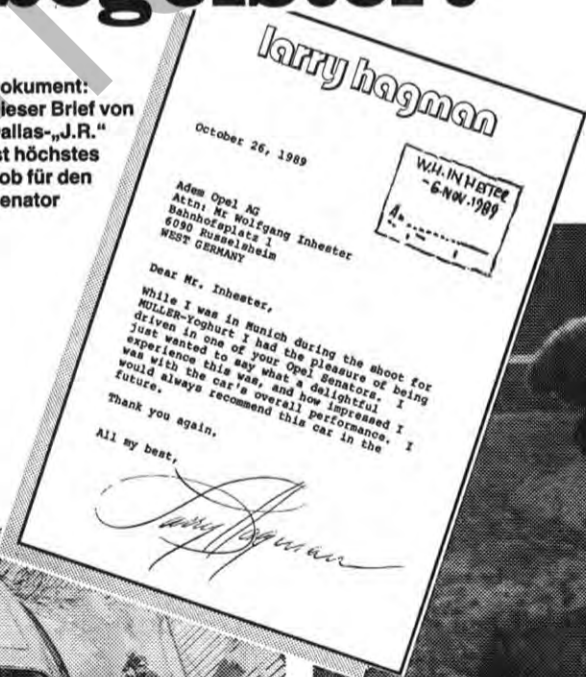 larry hagman
okument:
ieser Brief von
allas-„J.R.“
st höchstes
ob für den
enator
October 26, 1989
W.H. INHESTER
- 6. NOV. 1989
Adem Opel AG
Attn: Mr Wolfgang Inhester
Bahnhofsplatz 1
6090 Russelsheim
WEST GERMANY
Dear Mr. Inhester,
While I was in Munich during the shoot for
MULLER-Yoghurt I had the pleasure of being
driven in one of your Opel Senators. I
just wanted to say what a delightful
experience this was, and how impressed I
was with the car's overall performance. I
would always recommend this car in the
future.
Thank you again.
All my best,
Larry Hagman